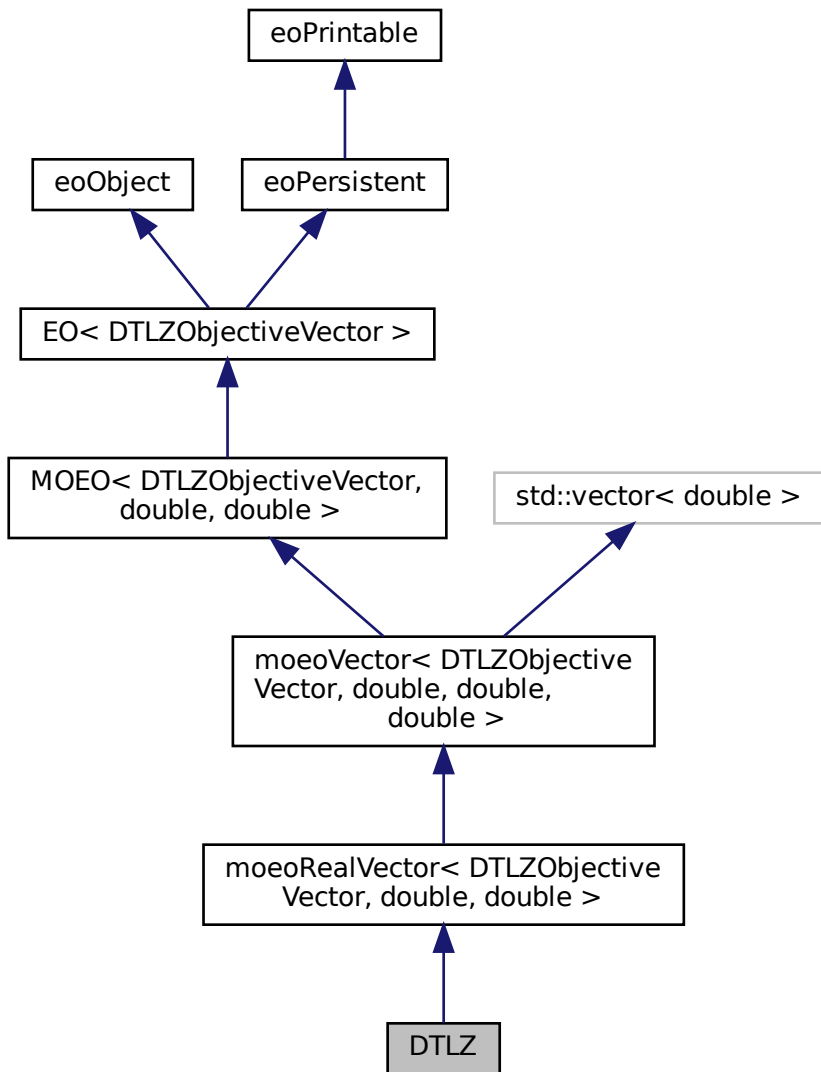 eoPrintable
eoObject
eoPersistent
EO< DTLZObjectiveVector >
MOEO< DTLZObjectiveVector,
double, double >
std::vector< double >
moeoVector< DTLZObjective
Vector, double, double,
double >
moeoRealVector< DTLZObjective
Vector, double, double >
DTLZ